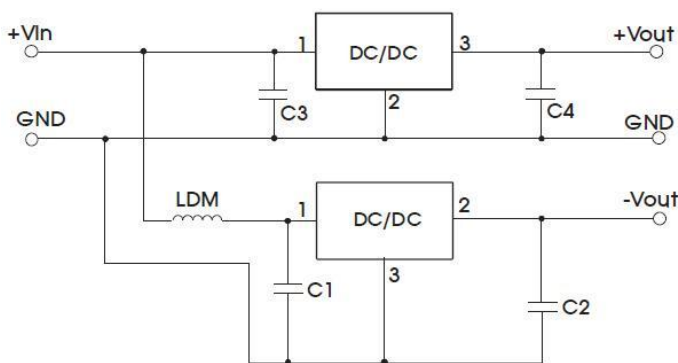 +VIn
1
DC/DC
3
+Vout
2
C3
C4
GND
GND
LDM
1
DC/DC
2
-Vout
3
C1
C2